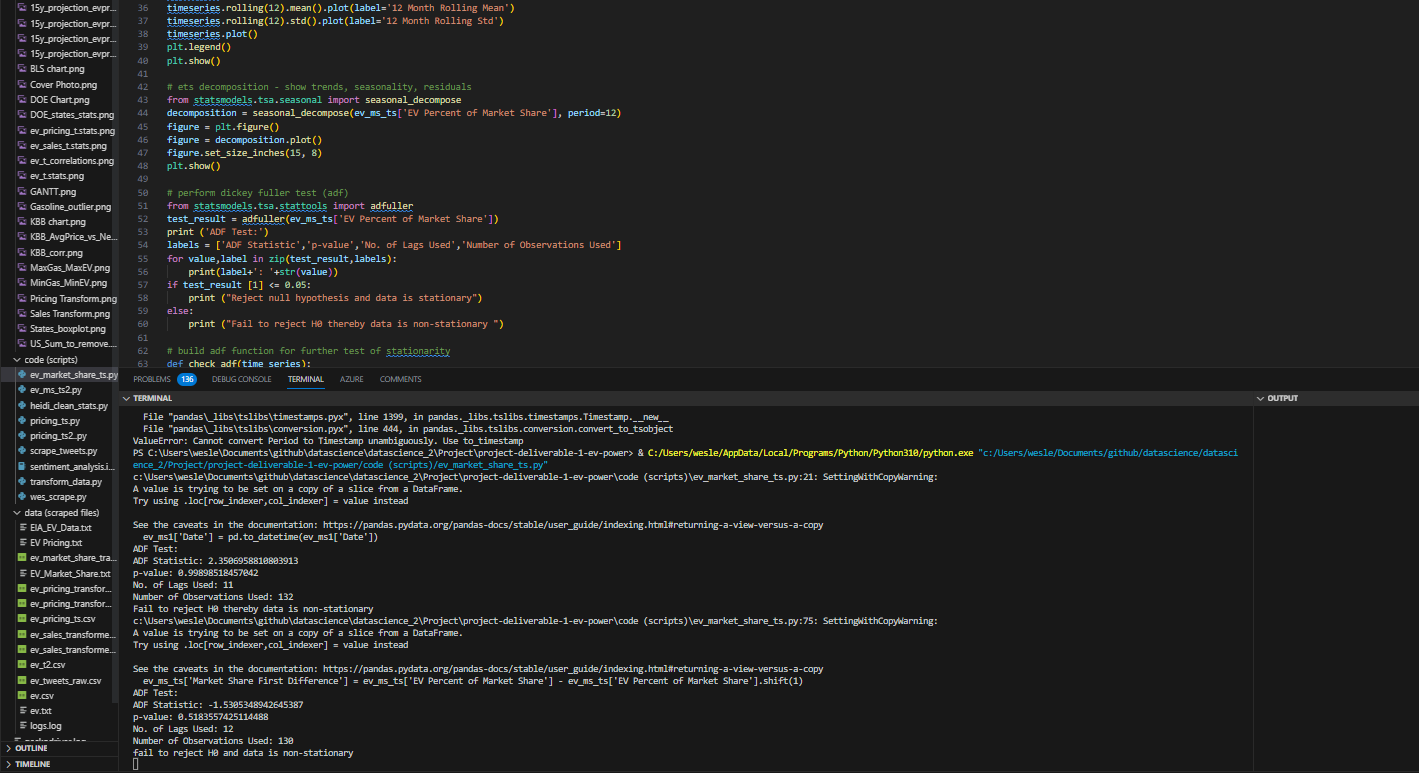 15y_projection_evpr...
15y_projection_evpr...
15y_projection_evpr...
15y_projection_evpr...
BLS chart.png
Cover Photo.png
DOE Chart.png
DOE_states_stats.png
ev_pricing_t.stats.png
ev_sales_t.stats.png
ev_t_correlations.png
ev_t.stats.png
GANTT.png
Gasoline_outlier.png
KBB chart.png
KBB_AvgPrice_vs_Ne...
KBB_corr.png
MaxGas_MaxEV.png
MinGas_MinEV.png
Pricing Transform.png
Sales Transform.png
States_boxplot.png
US_Sum_to_remove....
code (scripts)
ev_market_share_ts.py
ev_ms_ts2.py
heidi_clean_stats.py
pricing_ts.py
pricing_ts2.py
scrape_tweets.py
sentiment_analysis.i...
transform_data.py
wes_scrape.py
data (scraped files)
EIA_EV_Data.txt
EV Pricing.txt
ev_market_share_tra...
EV_Market_Share.txt
ev_pricing_transfor...
ev_pricing_transfor...
ev_pricing_ts.csv
ev_sales_transforme...
ev_sales_transforme...
ev_t2.csv
ev_tweets_raw.csv
ev.csv
ev.txt
logs.log
OUTLINE
TIMELINE
36 timeseries.rolling(12).mean().plot(label='12 Month Rolling Mean')
37 timeseries.rolling(12).std().plot(label='12 Month Rolling Std')
38 timeseries.plot()
39 plt.legend()
40 plt.show()
41
42 # ets decomposition - show trends, seasonality, residuals
43 from statsmodels.tsa.seasonal import seasonal_decompose
44 decomposition = seasonal_decompose(ev_ms_ts['EV Percent of Market Share'], period=12)
45 figure = plt.figure()
46 figure = decomposition.plot()
47 figure.set_size_inches(15, 8)
48 plt.show()
49
50 # perform dickey fuller test (adf)
51 from statsmodels.tsa.stattools import adfuller
52 test_result = adfuller(ev_ms_ts['EV Percent of Market Share'])
53 print ('ADF Test:')
54 labels = ['ADF Statistic','p-value','No. of Lags Used','Number of Observations Used']
55 for value,label in zip(test_result,labels):
56 print(label+': '+str(value))
57 if test_result [1] <= 0.05:
58 print ("Reject null hypothesis and data is stationary")
59 else:
60 print ("Fail to reject H0 thereby data is non-stationary ")
61
62 # build adf function for further test of stationarity
63 def check_adf(time_series):
PROBLEMS 136 DEBUG CONSOLE TERMINAL AZURE COMMENTS
TERMINAL
File "pandas\_libs\tslibs\timestamps.pyx", line 1399, in pandas._libs.tslibs.timestamps.Timestamp.__new__
File "pandas\_libs\tslibs\conversion.pyx", line 444, in pandas._libs.tslibs.conversion.convert_to_tsobject
ValueError: Cannot convert Period to Timestamp unambiguously. Use to_timestamp
PS C:\Users\wesle\Documents\github\datascience\datascience_2\Project\project-deliverable-1-ev-power> & C:/Users/wesle/AppData/Local/Programs/Python/Python310/python.exe "c:/Users/wesle/Documents/github/datascience/datasci
ence_2/Project/project-deliverable-1-ev-power/code (scripts)/ev_market_share_ts.py"
c:\Users\wesle\Documents\github\datascience\datascience_2\Project\project-deliverable-1-ev-power\code (scripts)\ev_market_share_ts.py:21: SettingWithCopyWarning:
A value is trying to be set on a copy of a slice from a DataFrame.
Try using .loc[row_indexer,col_indexer] = value instead
See the caveats in the documentation: https://pandas.pydata.org/pandas-docs/stable/user_guide/indexing.html#returning-a-view-versus-a-copy
ev_ms1['Date'] = pd.to_datetime(ev_ms1['Date'])
ADF Test:
ADF Statistic: 2.3506958810803913
p-value: 0.99898518457042
No. of Lags Used: 11
Number of Observations Used: 132
Fail to reject H0 thereby data is non-stationary
c:\Users\wesle\Documents\github\datascience\datascience_2\Project\project-deliverable-1-ev-power\code (scripts)\ev_market_share_ts.py:75: SettingWithCopyWarning:
A value is trying to be set on a copy of a slice from a DataFrame.
Try using .loc[row_indexer,col_indexer] = value instead
See the caveats in the documentation: https://pandas.pydata.org/pandas-docs/stable/user_guide/indexing.html#returning-a-view-versus-a-copy
ev_ms_ts['Market Share First Difference'] = ev_ms_ts['EV Percent of Market Share'] - ev_ms_ts['EV Percent of Market Share'].shift(1)
ADF Test:
ADF Statistic: -1.5305348942645387
p-value: 0.5183557425114488
No. of Lags Used: 12
Number of Observations Used: 130
fail to reject H0 and data is non-stationary
OUTPUT